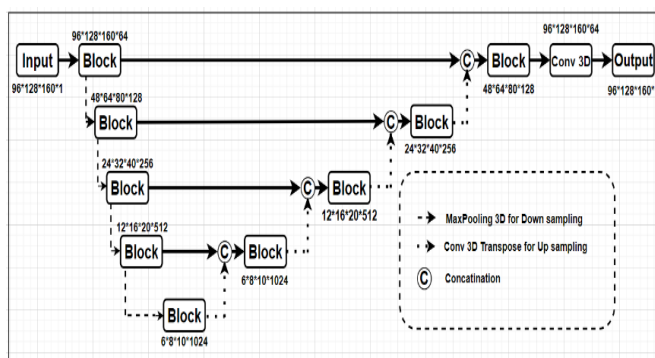 96*128*160*64
96*128*160*64
Input
Block
C
Block
Conv 3D
Output
96*128*160*1
48*64*80*128
48*64*80*128
96*128*160*
Block
C
Block
24*32*40*256
24*32*40*256
Block
C
Block
12*16*20*512
12*16*20*512
Block
C
Block
6*8*10*1024
Block
6*8*10*1024
MaxPooling 3D for Down sampling
Conv 3D Transpose for Up sampling
C
Concatination